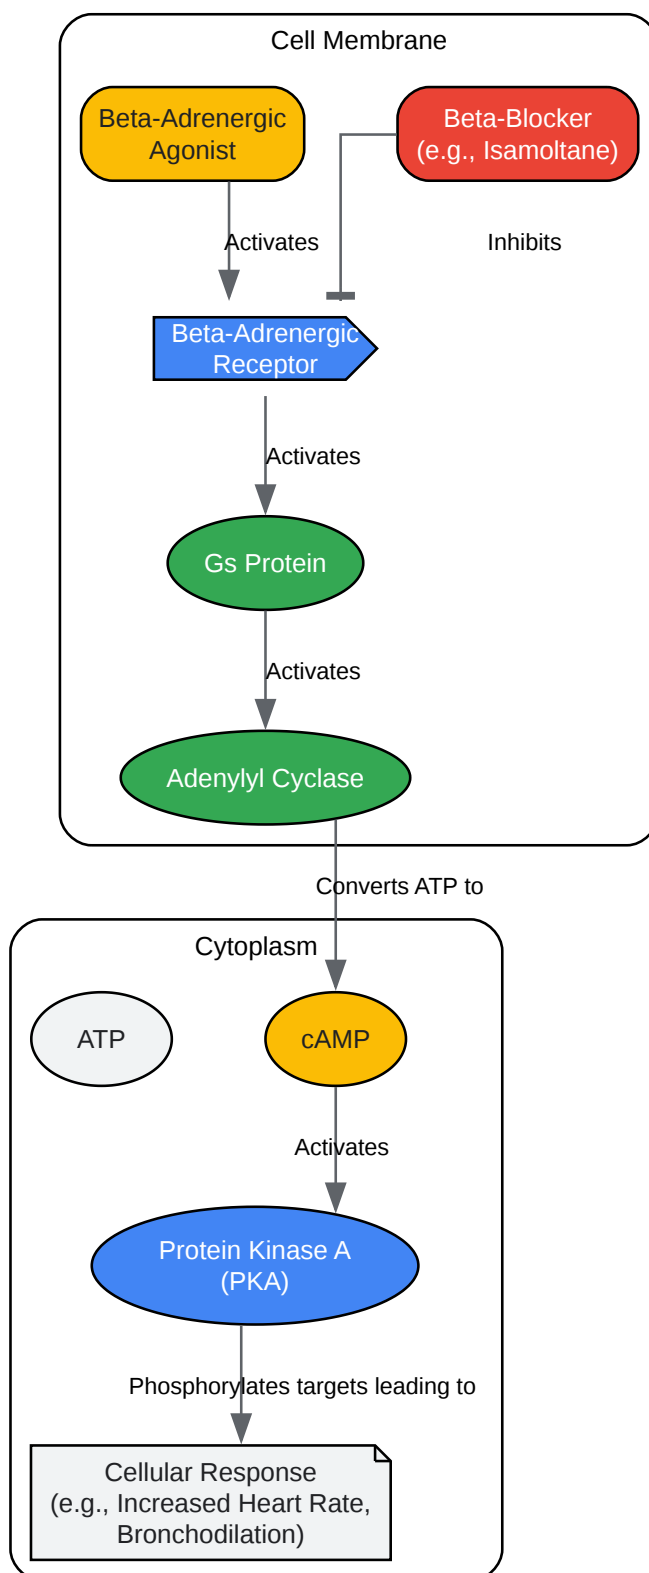 Cell Membrane
Beta-Adrenergic
Agonist
Beta-Blocker
(e.g., Isamoltane)
Activates
Inhibits
Beta-Adrenergic
Receptor
Activates
Gs Protein
Activates
Adenylyl Cyclase
Converts ATP to
Cytoplasm
ATP
cAMP
Activates
Protein Kinase A
(PKA)
Phosphorylates targets leading to
Cellular Response
(e.g., Increased Heart Rate,
Bronchodilation)